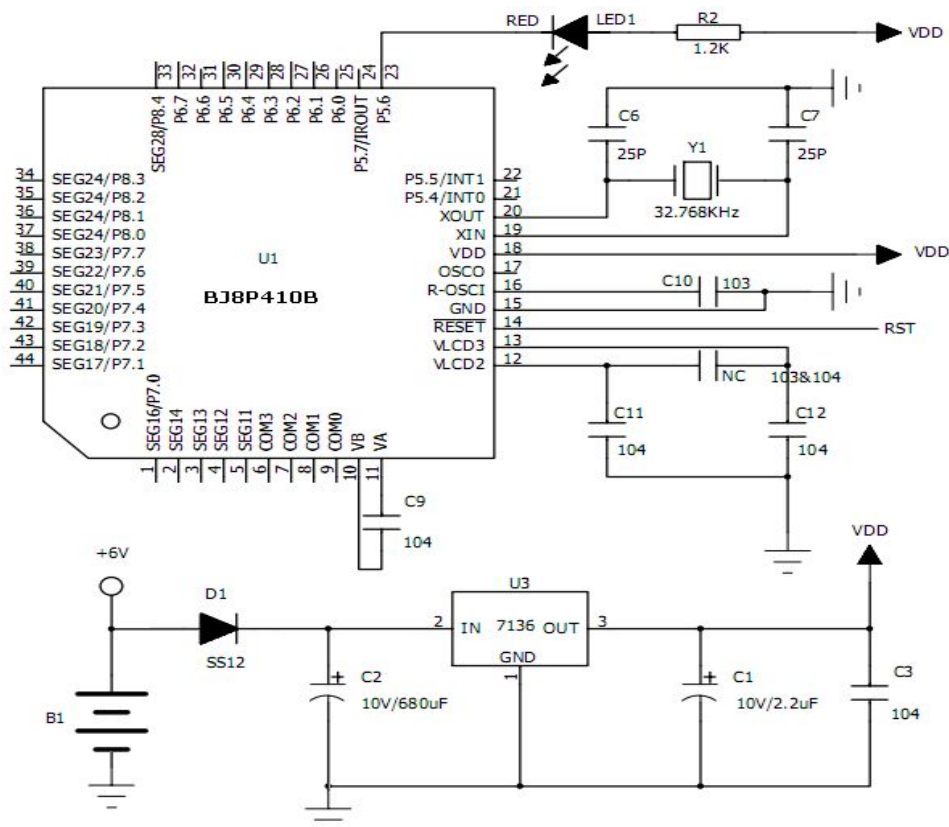 RED
LED1
R2
1.2K
VDD
33
32
31
30
29
28
27
26
25
24
23
SEG28/P8.4
P6.7
P6.6
P6.5
P6.4
P6.3
P6.2
P6.1
P6.0
P5.7/IROUT
P5.6
C6
25P
C7
25P
Y1
32.768KHz
34 SEG24/P8.3
35 SEG24/P8.2
36 SEG24/P8.1
37 SEG24/P8.0
38 SEG23/P7.7
39 SEG22/P7.6
40 SEG21/P7.5
41 SEG20/P7.4
42 SEG19/P7.3
43 SEG18/P7.2
44 SEG17/P7.1
U1
BJ8P410B
P5.5/INT1 22
P5.4/INT0 21
XOUT 20
XIN 19
VDD 18
VDD
OSCO 17
R-OSCI 16
C10 103
GND 15
RESET 14
RST
VLCD3 13
VLCD2 12
NC 103&104
C11
104
C12
104
SEG16/P7.0
SEG14
SEG13
SEG12
SEG11
COM3
COM2
COM1
COM0
VB
VA
1
2
3
4
5
6
7
8
9
10
11
C9
104
+6V
D1
SS12
B1
C2
+
10V/680uF
U3
2 IN 7136 OUT 3
GND
1
VDD
C1
+
10V/2.2uF
C3
104